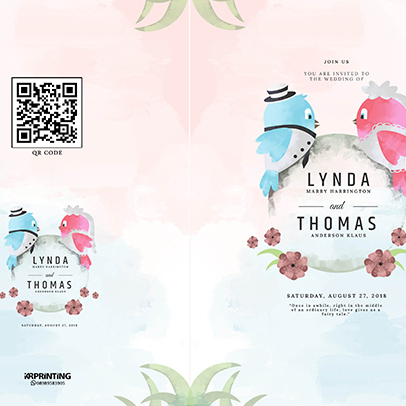 QR CODE
LYNDA
MARRY HARRINGTON
and
THOMAS
ANDERSON KLAUS
SATURDAY, AUGUST 27, 2018
ARPRINTING
JOIN US
YOU ARE INVITED TO
THE WEDDING OF
LYNDA
MARRY HARRINGTON
and
THOMAS
ANDERSON KLAUS
SATURDAY, AUGUST 27, 2018
"Once in awhile, right in the middle
of an ordinary life, love gives us a
fairy tale."